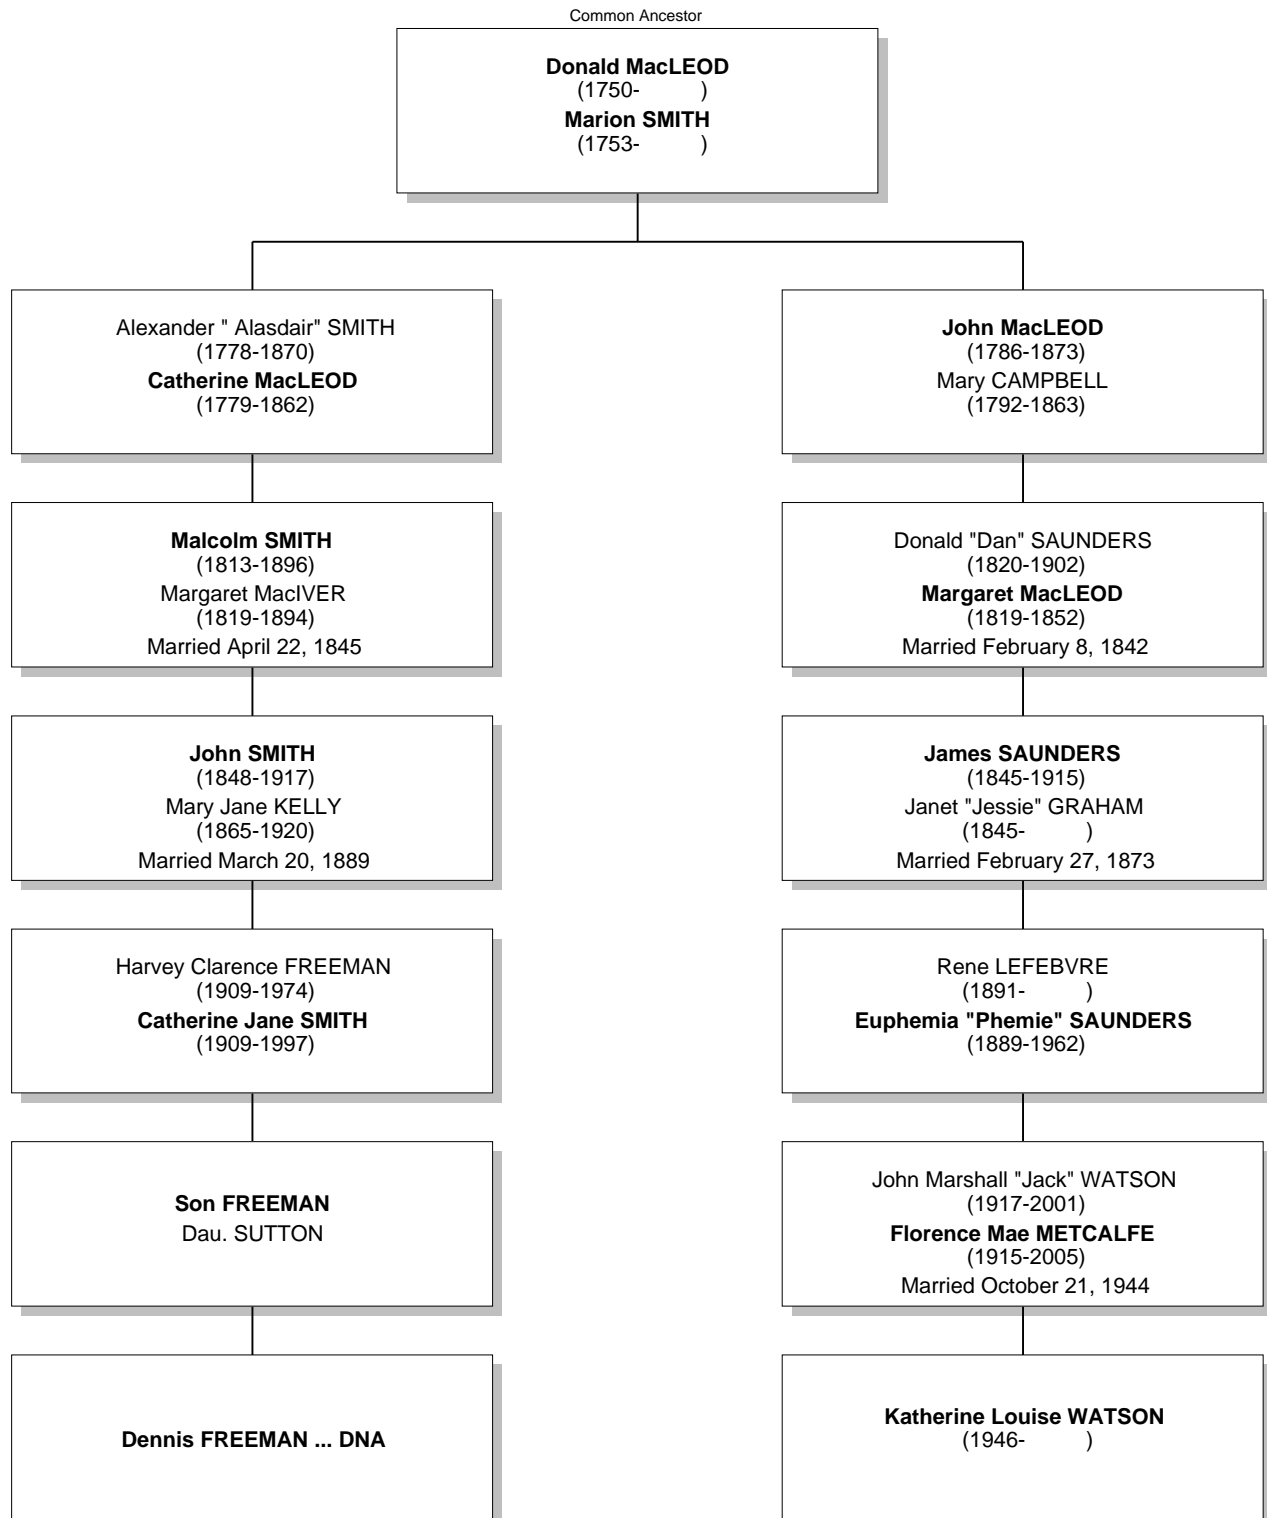 Common Ancestor
Donald MacLEOD
(1750- )
Marion SMITH
(1753- )
Alexander " Alasdair" SMITH
(1778-1870)
Catherine MacLEOD
(1779-1862)
John MacLEOD
(1786-1873)
Mary CAMPBELL
(1792-1863)
Malcolm SMITH
(1813-1896)
Margaret MacIVER
(1819-1894)
Married April 22, 1845
Donald "Dan" SAUNDERS
(1820-1902)
Margaret MacLEOD
(1819-1852)
Married February 8, 1842
John SMITH
(1848-1917)
Mary Jane KELLY
(1865-1920)
Married March 20, 1889
James SAUNDERS
(1845-1915)
Janet "Jessie" GRAHAM
(1845- )
Married February 27, 1873
Harvey Clarence FREEMAN
(1909-1974)
Catherine Jane SMITH
(1909-1997)
Rene LEFEBVRE
(1891- )
Euphemia "Phemie" SAUNDERS
(1889-1962)
Son FREEMAN
Dau. SUTTON
John Marshall "Jack" WATSON
(1917-2001)
Florence Mae METCALFE
(1915-2005)
Married October 21, 1944
Dennis FREEMAN ... DNA
Katherine Louise WATSON
(1946- )